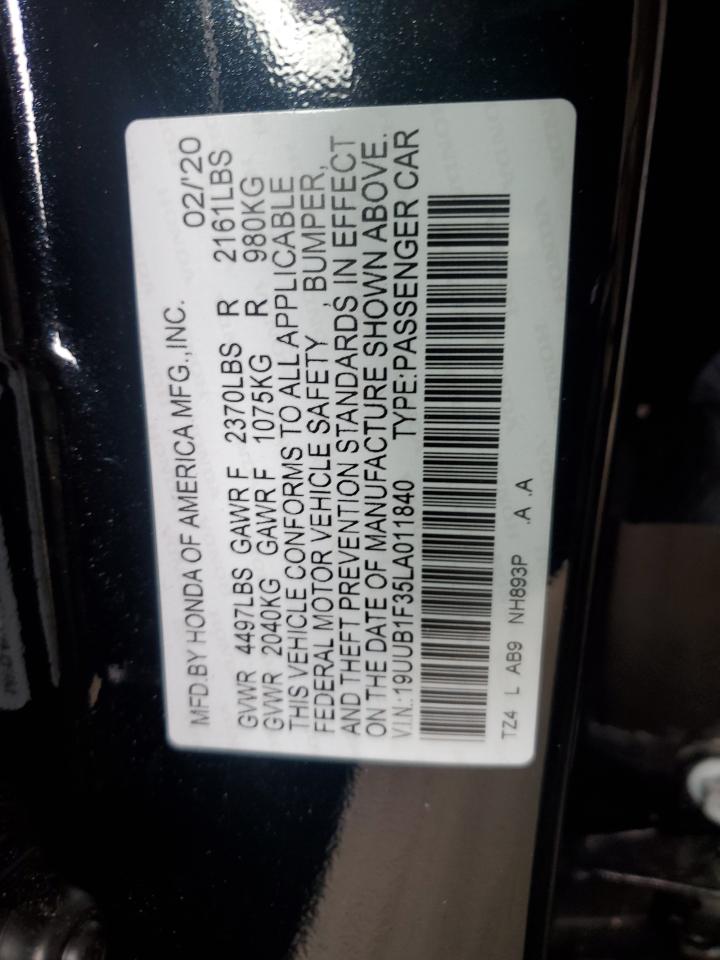 MFD.BY HONDA OF AMERICA MFG.,INC. 02/'20
GVWR 4497LBS GAWR F 2370LBS R 2161LBS
GVWR 2040KG GAWR F 1075KG R 980KG
THIS VEHICLE CONFORMS TO ALL APPLICABLE
FEDERAL MOTOR VEHICLE SAFETY , BUMPER,
AND THEFT PREVENTION STANDARDS IN EFFECT
ON THE DATE OF MANUFACTURE SHOWN ABOVE.
V.I.N.: 19UUB1F35LA011840 TYPE:PASSENGER CAR
TZ4 L AB9 NH893P .A .A